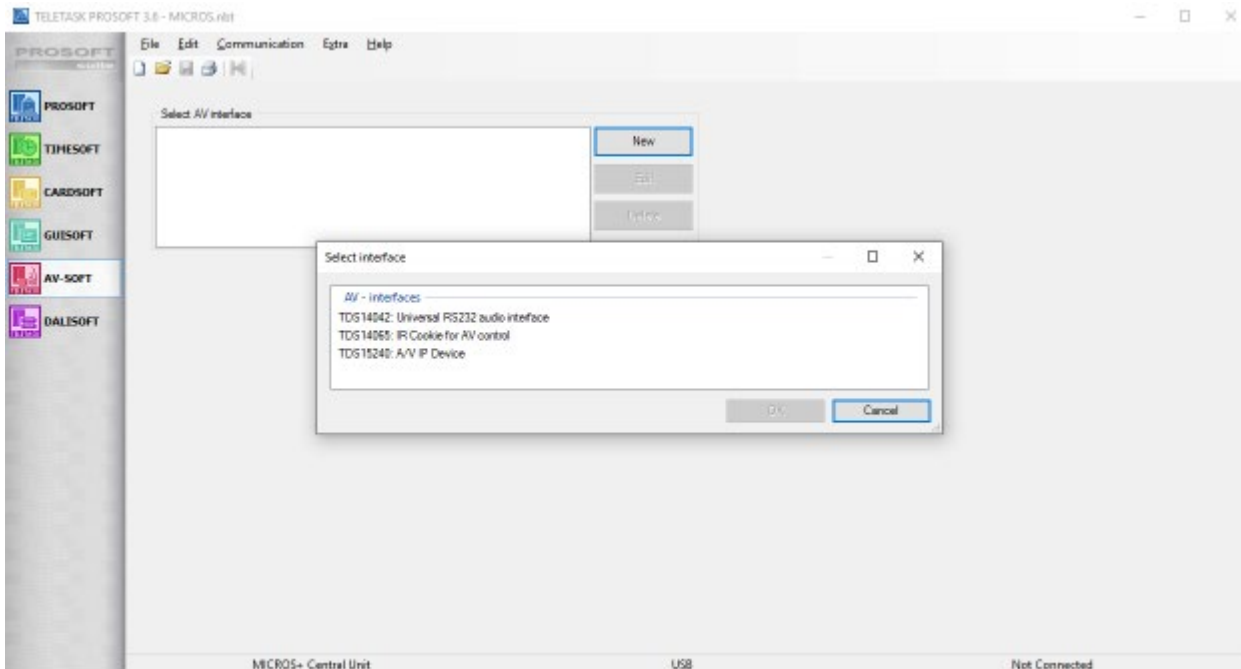 TELETASK PROSOFT 3.8 - MICROS.nbt
PROSOFT
suite
File Edit Communication Extra Help
PROSOFT
TIMESOFT
CARDSOFT
GUISOFT
AV-SOFT
DALISOFT
Select AV interface
New
Edit
Delete
Select interface
AV - interfaces
TDS14042: Universal RS232 audio interface
TDS14065: IR Cookie for AV control
TDS15240: A/V IP Device
OK
Cancel
MICROS+ Central Unit USB Not Connected